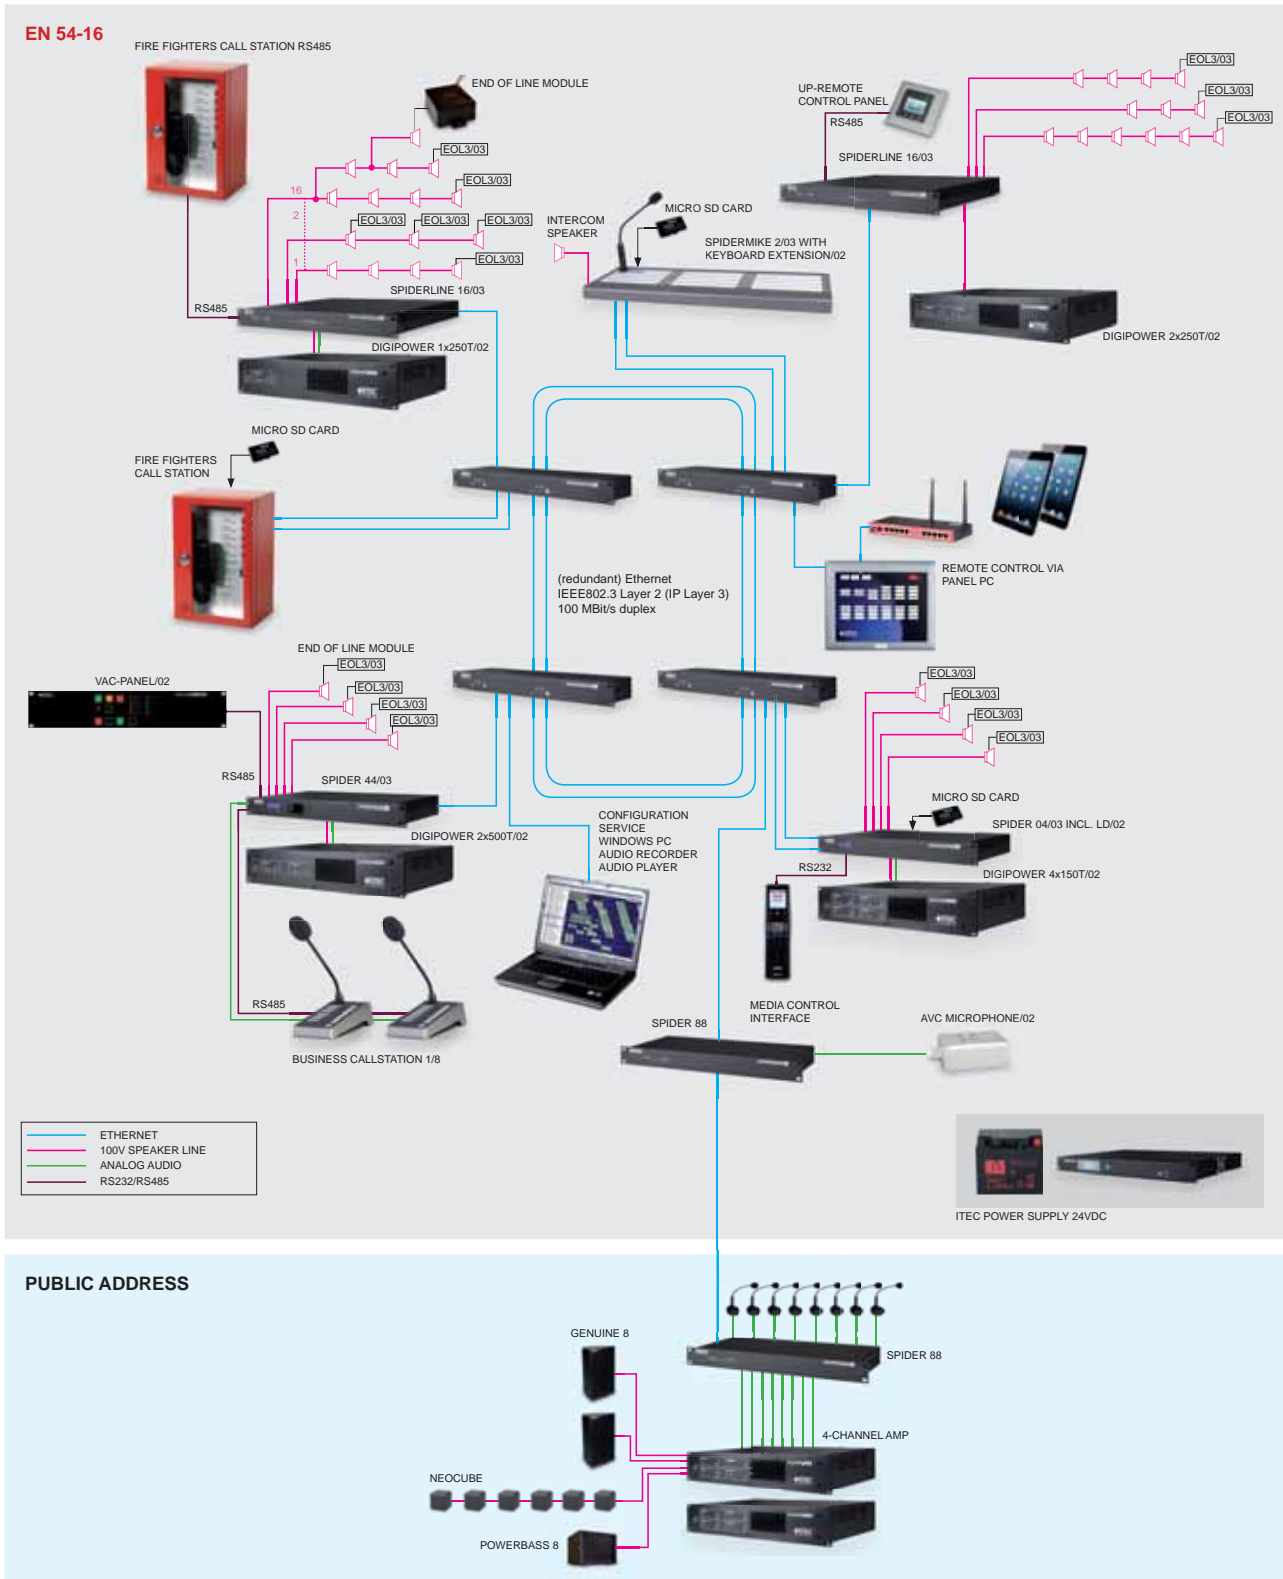 EN 54-16
FIRE FIGHTERS CALL STATION RS485
END OF LINE MODULE
EOL3/03
EOL3/03
16
2
EOL3/03
EOL3/03
EOL3/03
1
EOL3/03
SPIDERLINE 16/03
RS485
DIGIPOWER 1x250T/02
INTERCOM
SPEAKER
MICRO SD CARD
SPIDERMIKE 2/03 WITH
KEYBOARD EXTENSION/02
UP-REMOTE
CONTROL PANEL
RS485
SPIDERLINE 16/03
EOL3/03
EOL3/03
EOL3/03
DIGIPOWER 2x250T/02
MICRO SD CARD
FIRE FIGHTERS
CALL STATION
(redundant) Ethernet
IEEE802.3 Layer 2 (IP Layer 3)
100 MBit/s duplex
REMOTE CONTROL VIA
PANEL PC
END OF LINE MODULE
EOL3/03
EOL3/03
EOL3/03
EOL3/03
VAC-PANEL/02
RS485
SPIDER 44/03
DIGIPOWER 2x500T/02
CONFIGURATION
SERVICE
WINDOWS PC
AUDIO RECORDER
AUDIO PLAYER
EOL3/03
EOL3/03
EOL3/03
EOL3/03
MICRO SD CARD
SPIDER 04/03 INCL. LD/02
RS232
DIGIPOWER 4x150T/02
RS485
BUSINESS CALLSTATION 1/8
MEDIA CONTROL
INTERFACE
SPIDER 88
AVC MICROPHONE/02
ETHERNET
100V SPEAKER LINE
ANALOG AUDIO
RS232/RS485
ITEC POWER SUPPLY 24VDC
PUBLIC ADDRESS
GENUINE 8
SPIDER 88
4-CHANNEL AMP
NEOCUBE
POWERBASS 8